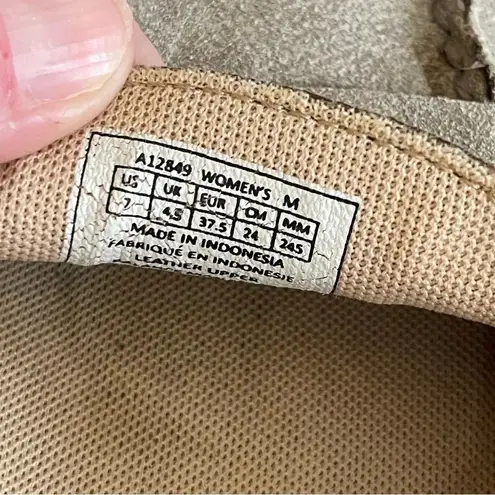 A12849 WOMEN'S M
US UK EUR CM MM
7 4.5 37.5 24 245
MADE IN INDONESIA
FABRIQUÉ EN INDONESIE
LEATHER UPPER